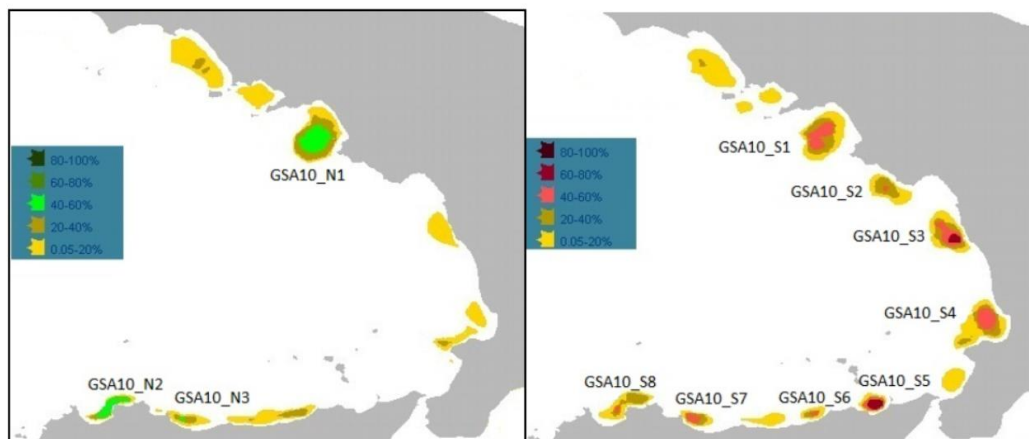 80-100%
60-80%
40-60%
20-40%
0.05-20%
GSA10_N1
GSA10_N2
GSA10_N3
80-100%
60-80%
40-60%
20-40%
0.05-20%
GSA10_S1
GSA10_S2
GSA10_S3
GSA10_S4
GSA10_S5
GSA10_S8
GSA10_S7
GSA10_S6